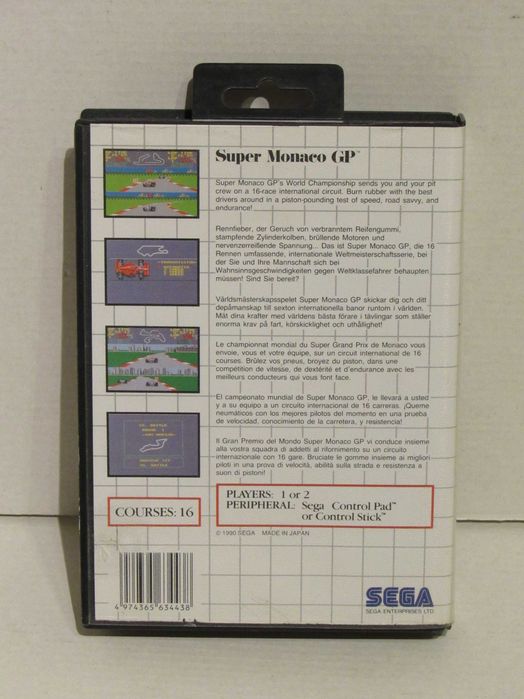 Super Monaco GP™
Super Monaco GP's World Championship sends you and your pit
crew on a 16-race international circuit. Burn rubber with the best
drivers around in a piston-pounding test of speed, road savvy, and
endurance!
Rennfieber, der Geruch von verbranntem Reifengummi,
stampfende Zylinderkolben, brüllende Motoren und
nervenzerreißende Spannung... Das ist Super Monaco GP, die 16
Rennen umfassende, internationale Weltmeisterschaftsserie, bei
der Sie und Ihre Mannschaft sich bei
Wahnsinnsgeschwindigkeiten gegen Weltklassefahrer behaupten
müssen! Sind Sie bereit?
Världsmästerskapsspelet Super Monaco GP skickar dig och ditt
depåmanskap till sexton internationella banor runtom i världen.
Mät dina krafter med världens bästa förare i tävlingar som ställer
enorma krav på fart, körskicklighet och uthållighet!
Le championnat mondial du Super Grand Prix de Monaco vous
envoie, vous et votre équipe, sur un circuit international de 16
courses. Brûlez vos pneus, broyez du piston, dans une
competition de vitesse, de dextérité et d'endurance avec les
meilleurs conducteurs qui vous font face.
El campeonato mundial de Super Monaco GP, le llevará a usted
y a su equipo a un circuito internacional de 16 carreras. ¡Queme
neumáticos con los mejores pilotos del momento en una prueba
de velocidad, conocimiento de la carretera, y resistencia!
Il Gran Premio del Mondo Super Monaco GP vi conduce insieme
alla vostra squadra di addetti al rifornimento su un circuito
internazionale con 16 gare. Bruciate le gomme insieme ai migliori
piloti in una prova di velocità, abilità sulla strada e resistenza a
suon di pistoni!
COURSES: 16
PLAYERS: 1 or 2
PERIPHERAL: Sega Control Pad™
or Control Stick™
© 1990 SEGA MADE IN JAPAN
4 974365 634438
SEGA
SEGA ENTERPRISES LTD.